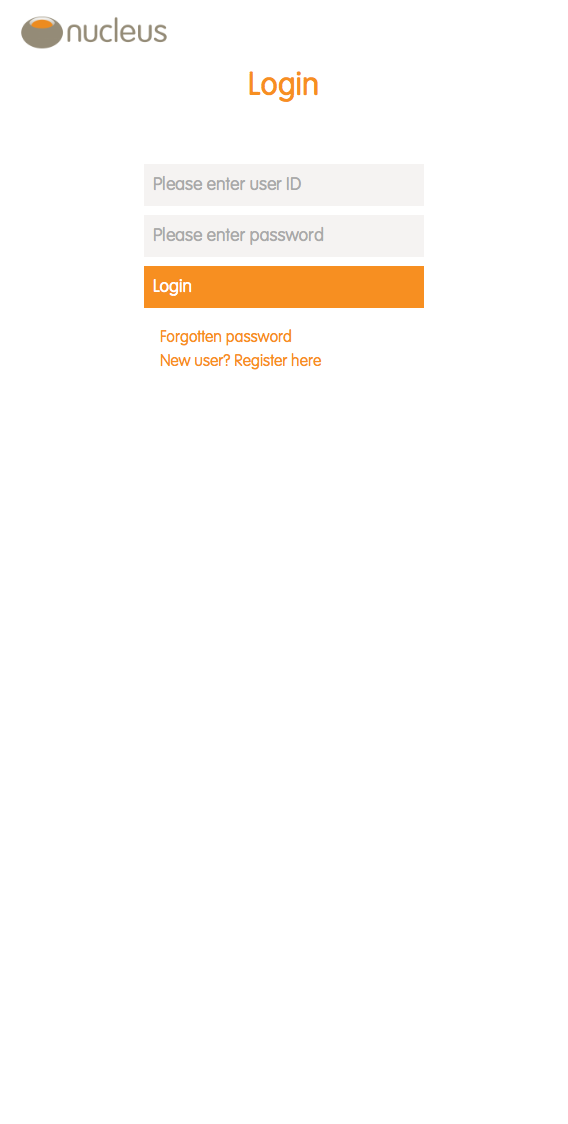 nucleus
Login
Please enter user ID
Please enter password
Login
Forgotten password
New user? Register here